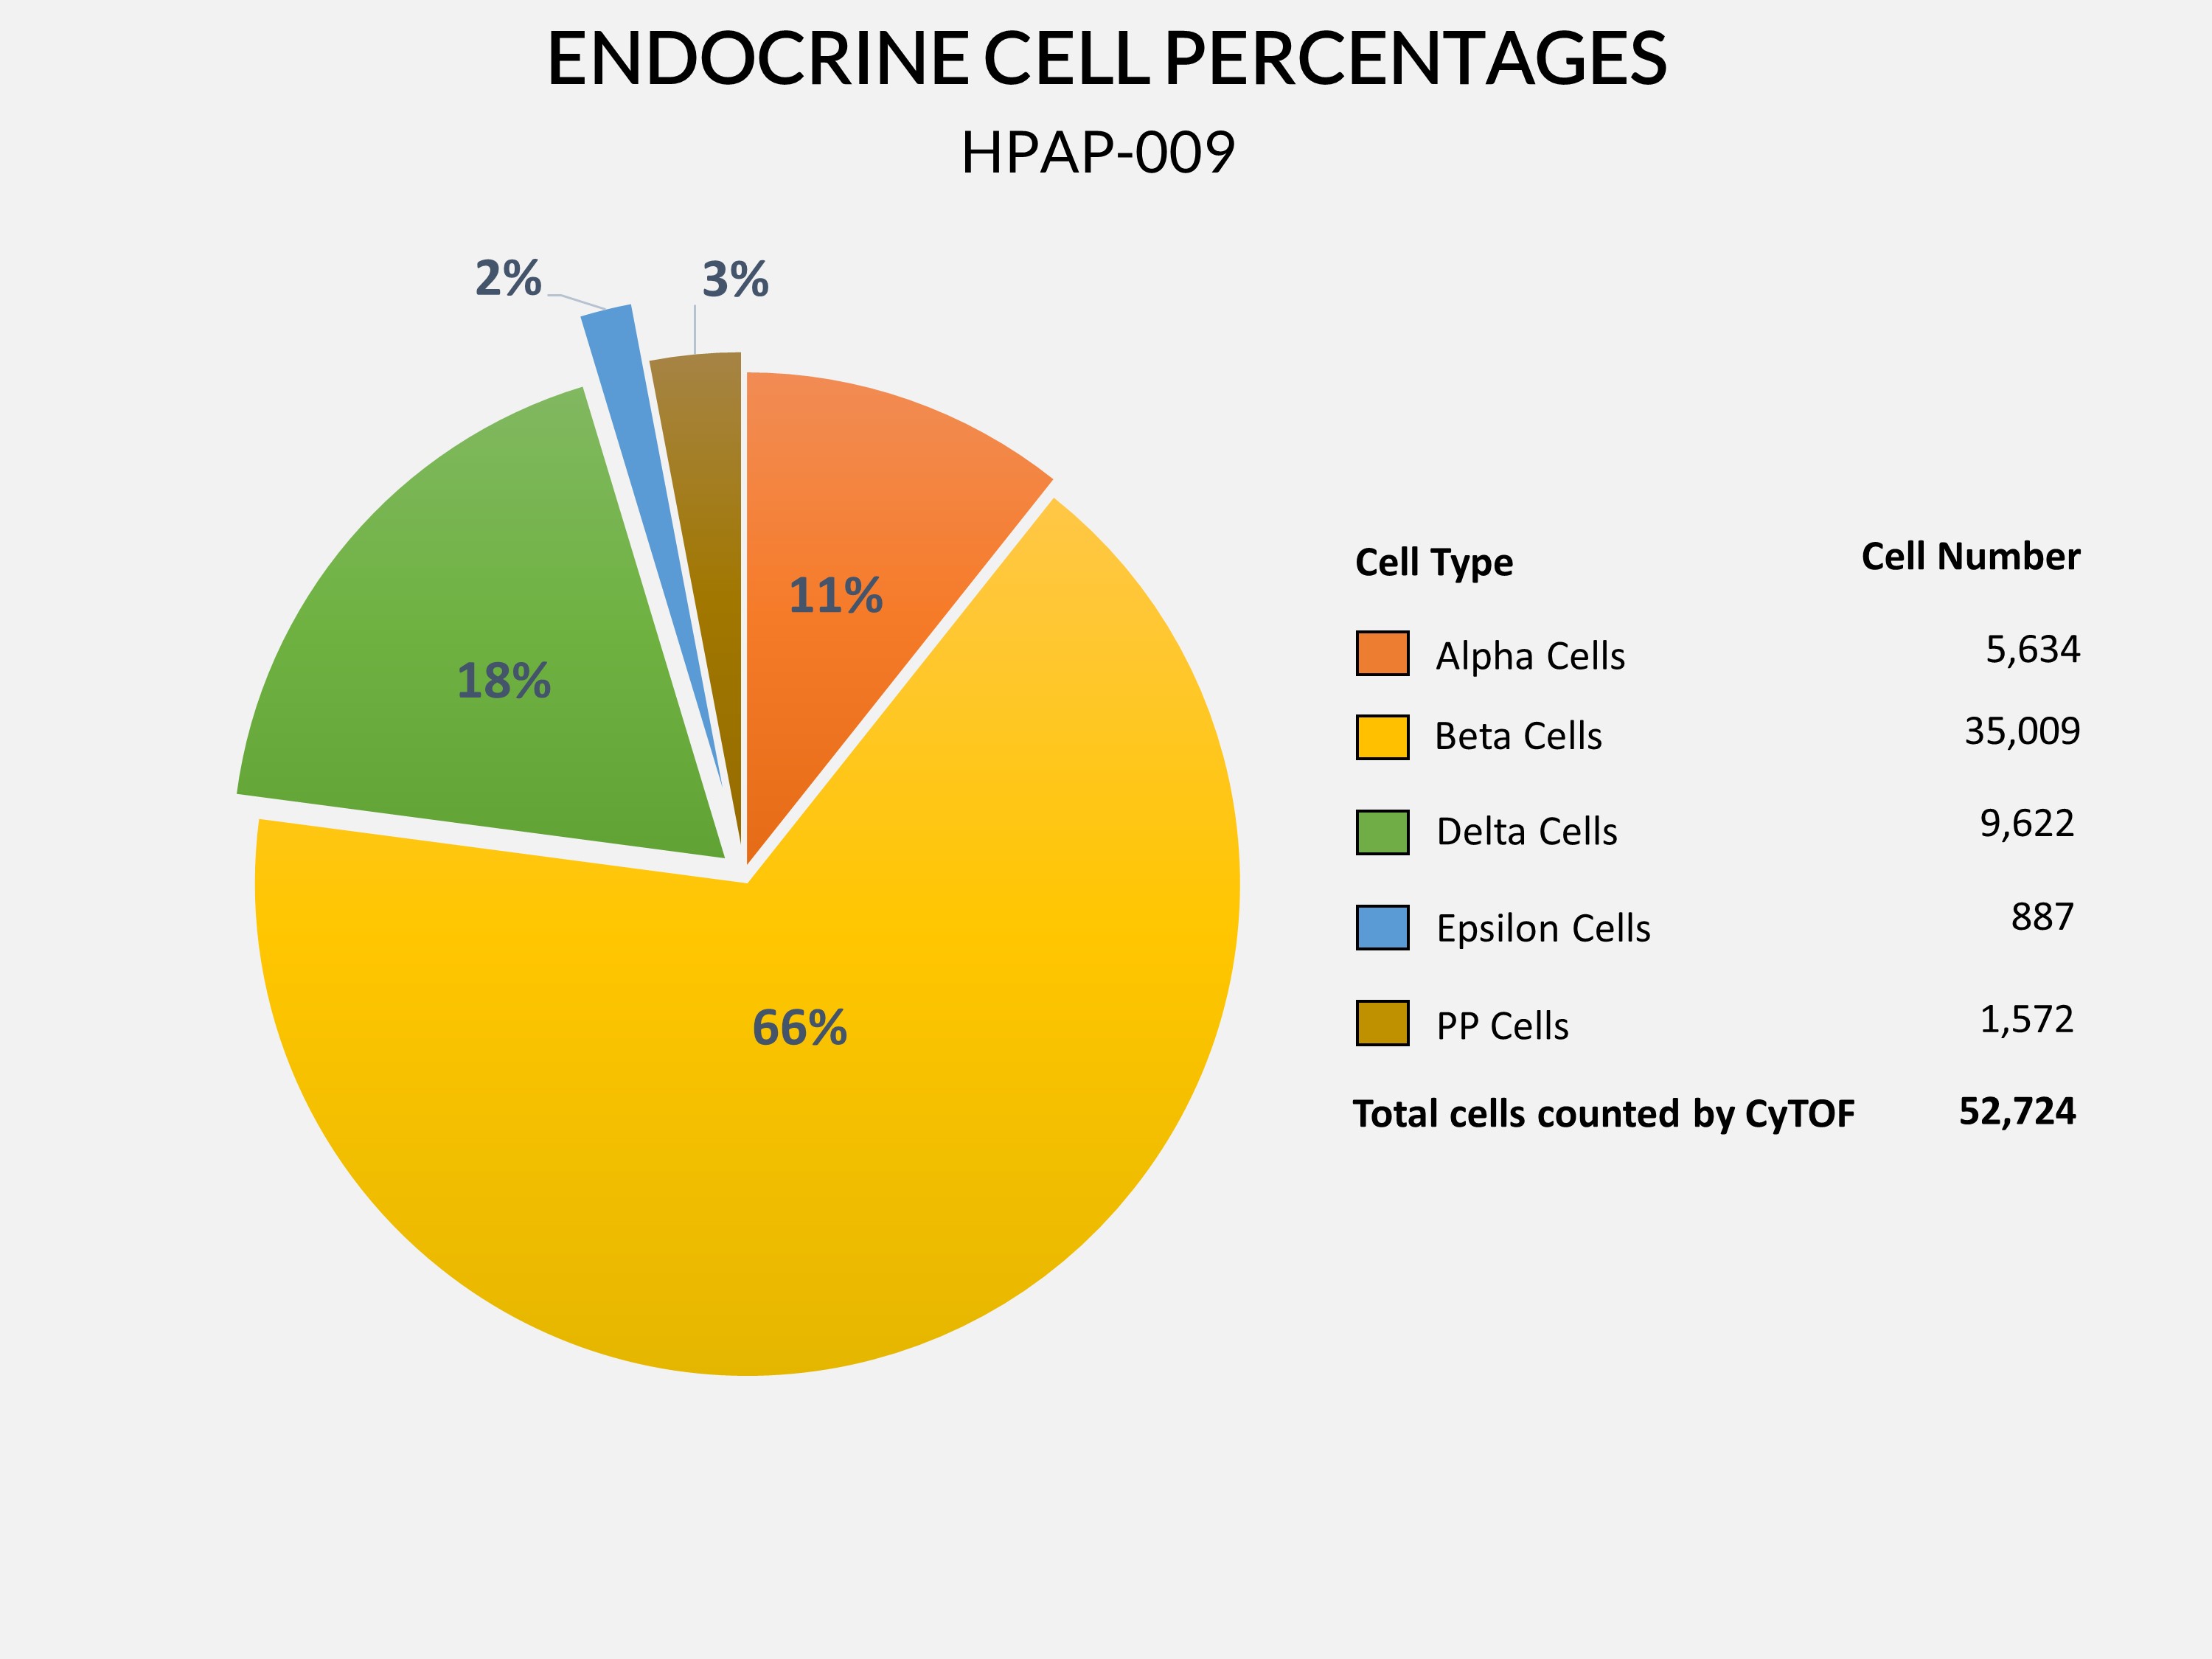 ENDOCRINE CELL PERCENTAGES
HPAP-009
2%
3%
11%
18%
66%
Cell Type Cell Number
Alpha Cells 5,634
Beta Cells 35,009
Delta Cells 9,622
Epsilon Cells 887
PP Cells 1,572
Total cells counted by CyTOF 52,724